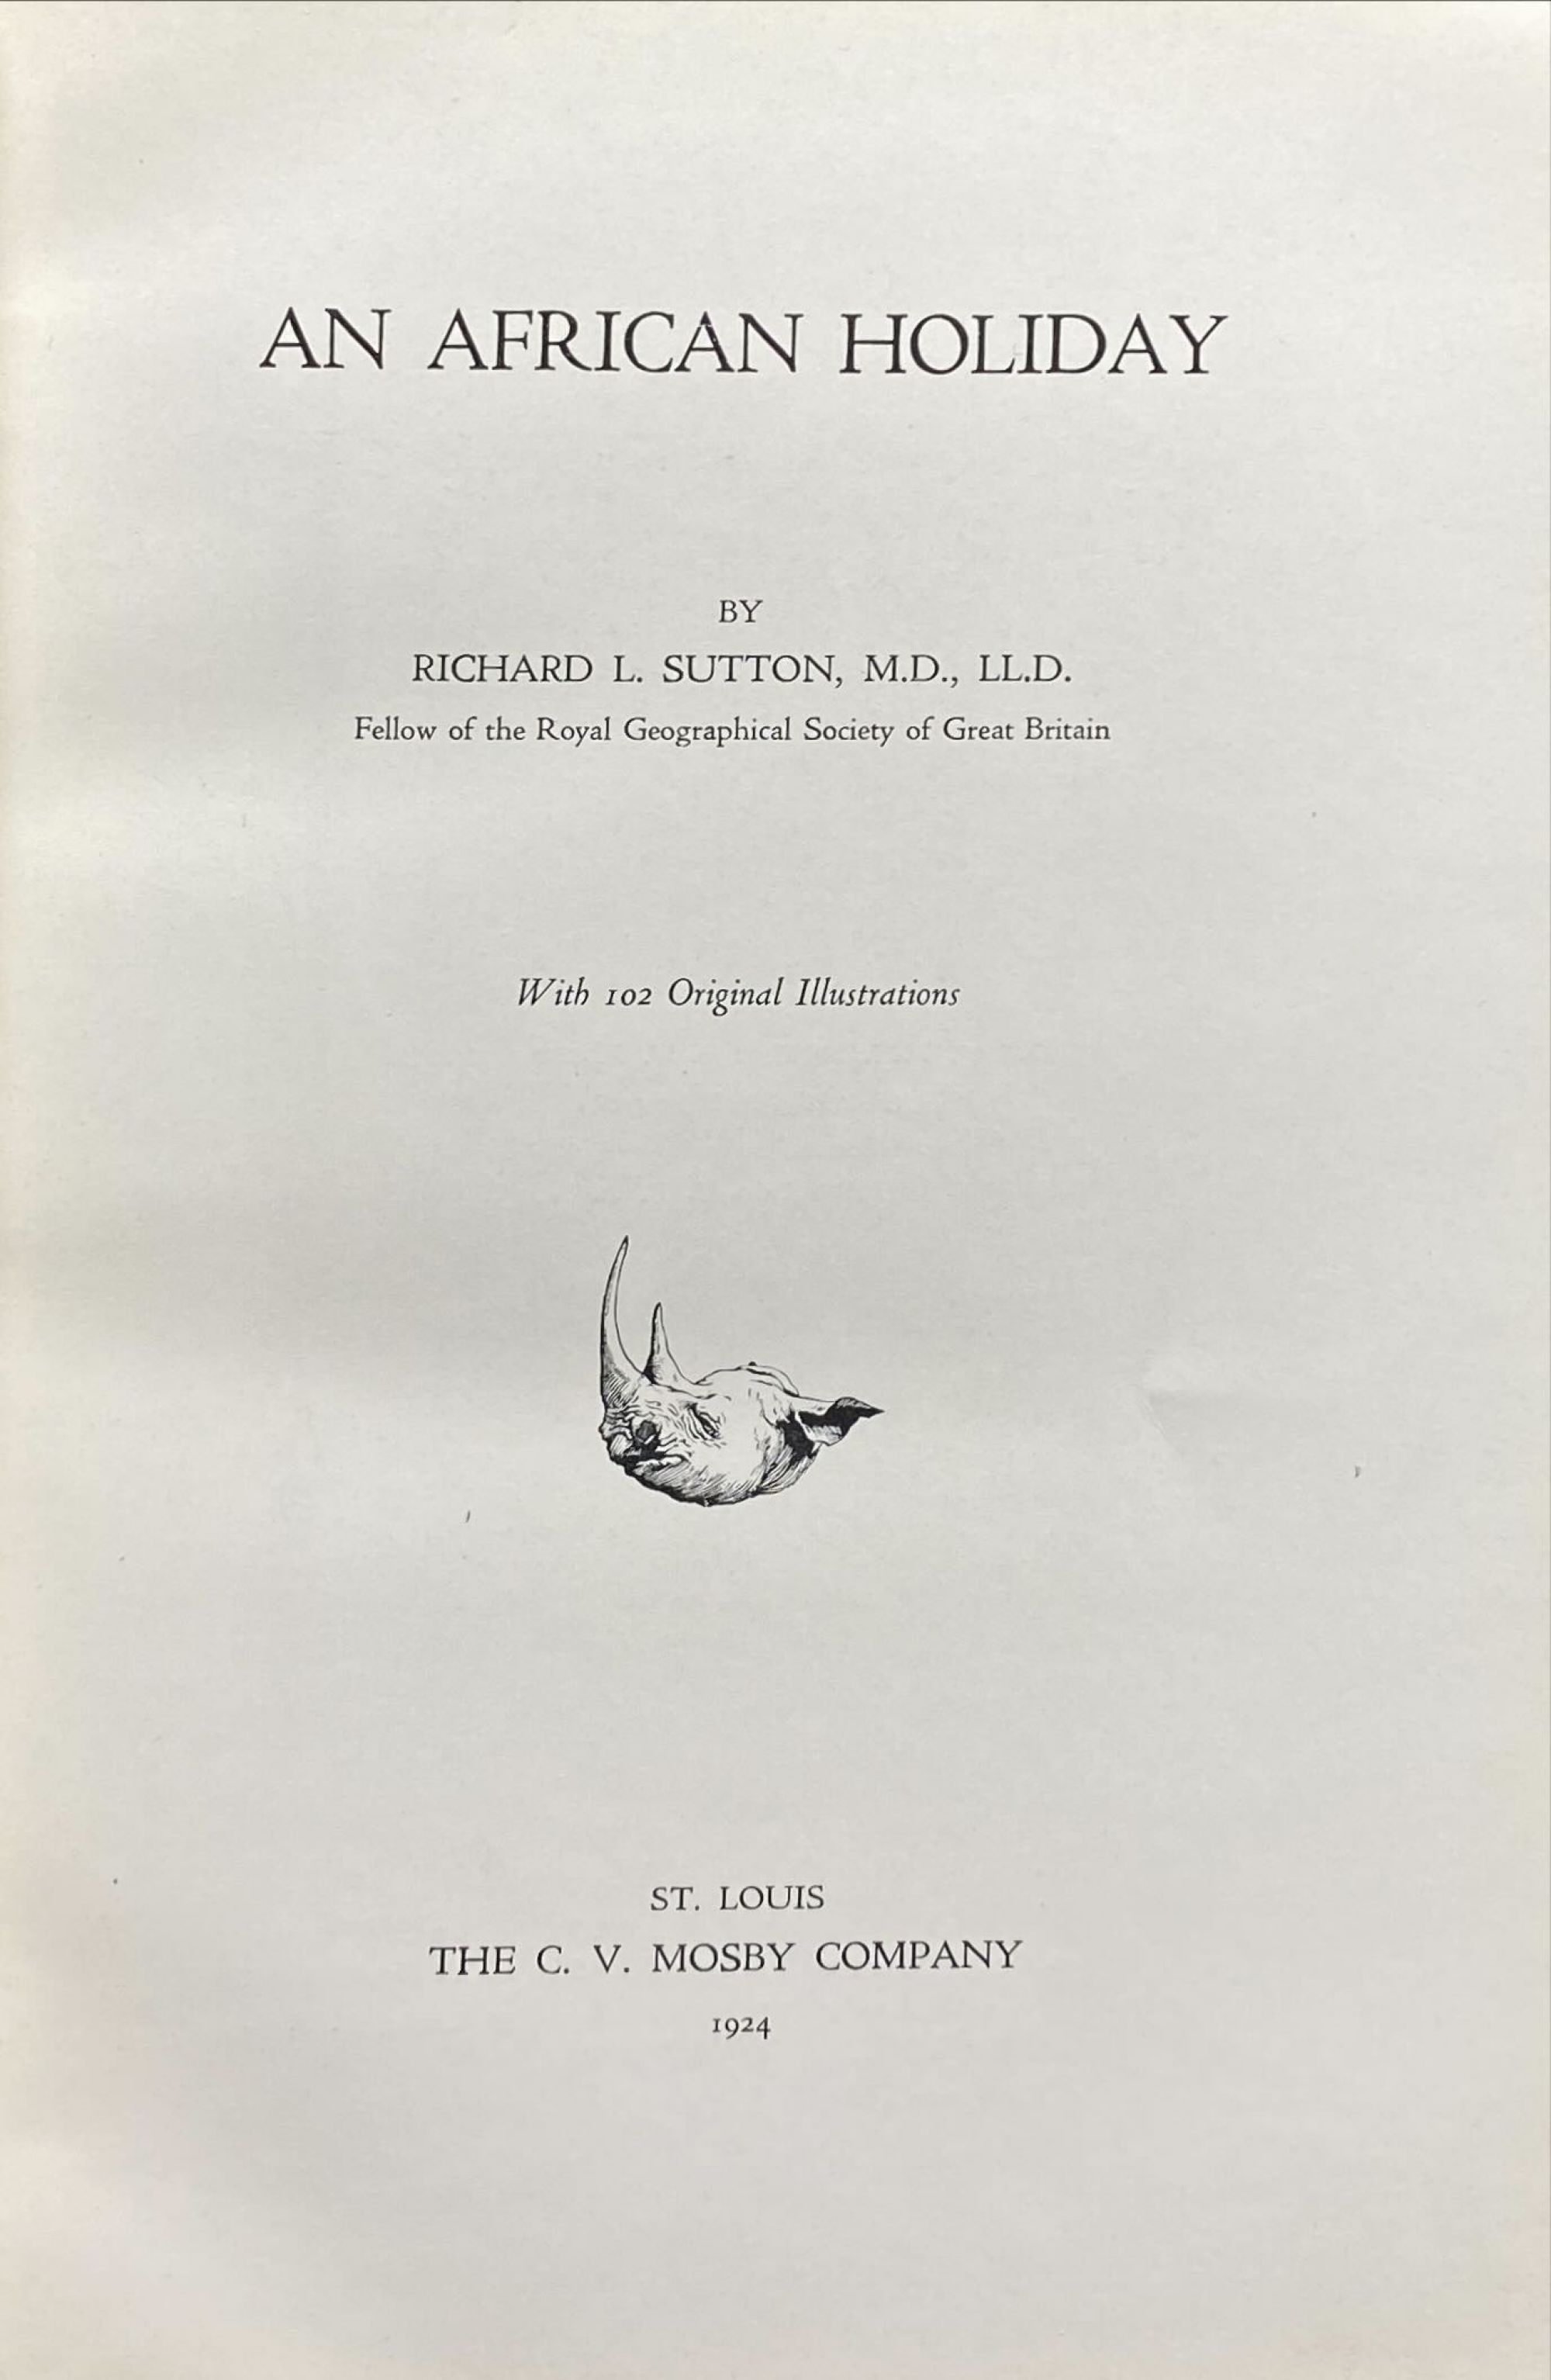 AN AFRICAN HOLIDAY
BY
RICHARD L. SUTTON, M.D., LL.D.
Fellow of the Royal Geographical Society of Great Britain
With 102 Original Illustrations
ST. LOUIS
THE C. V. MOSBY COMPANY
1924